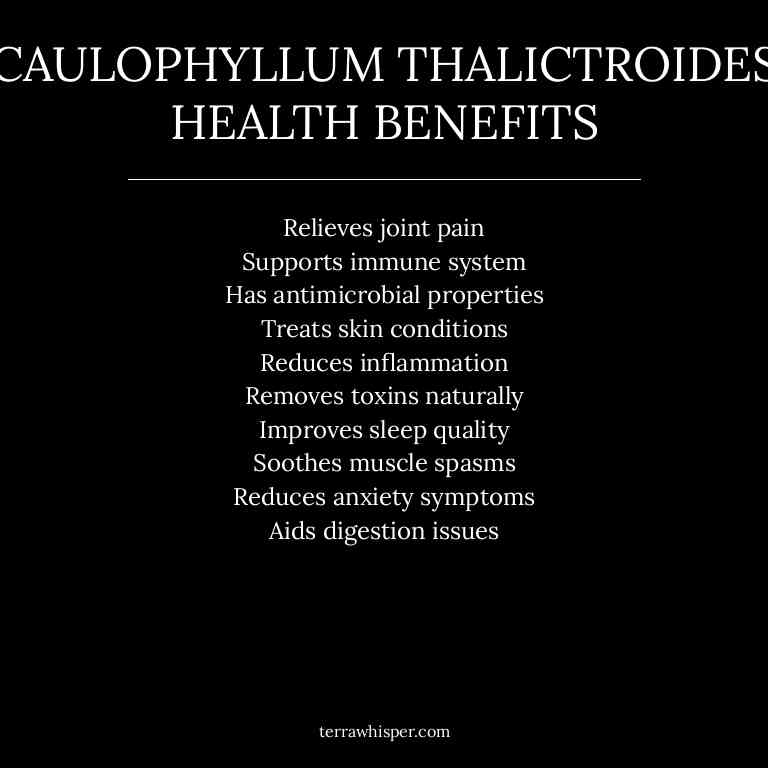 CAULOPHYLLUM THALICTROIDES
HEALTH BENEFITS
Relieves joint pain
Supports immune system
Has antimicrobial properties
Treats skin conditions
Reduces inflammation
Removes toxins naturally
Improves sleep quality
Soothes muscle spasms
Reduces anxiety symptoms
Aids digestion issues
terrawhisper.com